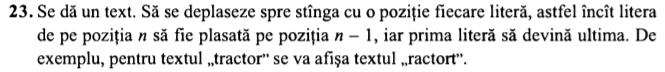 23. Se dă un text. Să se deplaseze spre stînga cu o poziție fiecare literă, astfel încît litera
de pe poziția n să fie plasată pe poziția n – 1, iar prima literă să devină ultima. De
exemplu, pentru textul „tractor” se va afișa textul „ractort”.